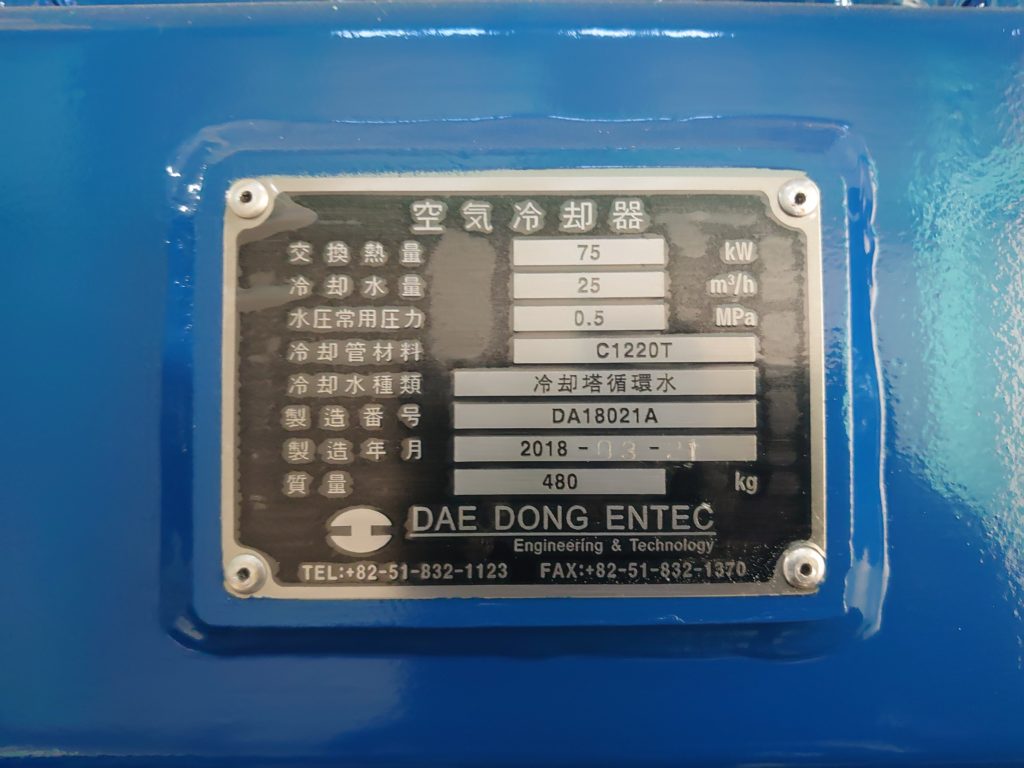 空気冷却器
交換熱量 75 kW
冷却水量 25 m³/h
水圧常用圧力 0.5 MPa
冷却管材料 C1220T
冷却水種類 冷却塔循環水
製造番号 DA18021A
製造年月 2018 - 03 - 21
質量 480 kg
DAE DONG ENTEC
Engineering & Technology
TEL:+82-51-832-1123 FAX:+82-51-832-1370